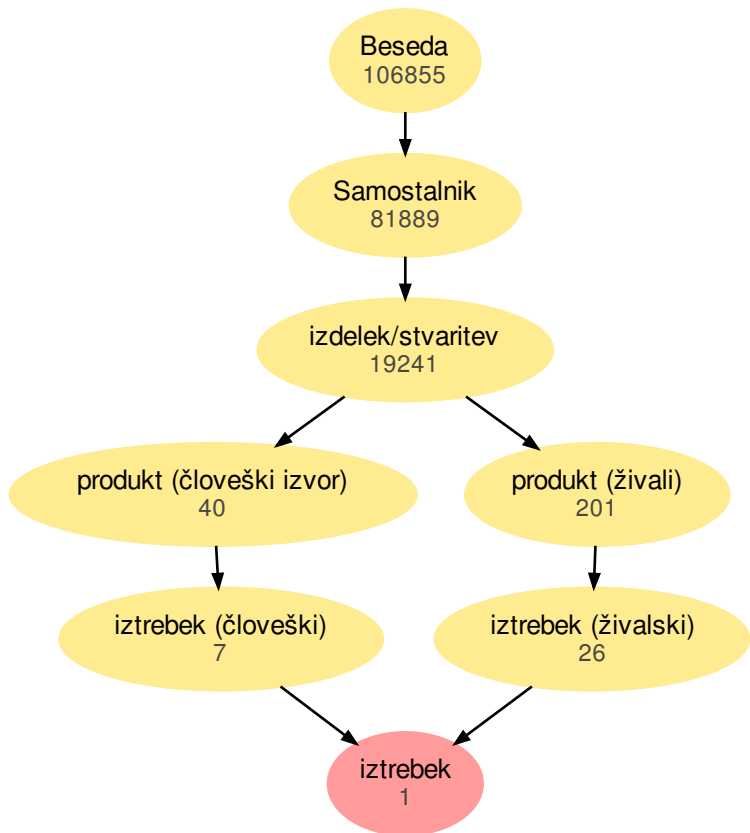 Beseda
106855
Samostalnik
81889
izdelek/stvaritev
19241
produkt (človeški izvor)
40
produkt (živali)
201
iztrebek (človeški)
7
iztrebek (živalski)
26
iztrebek
1